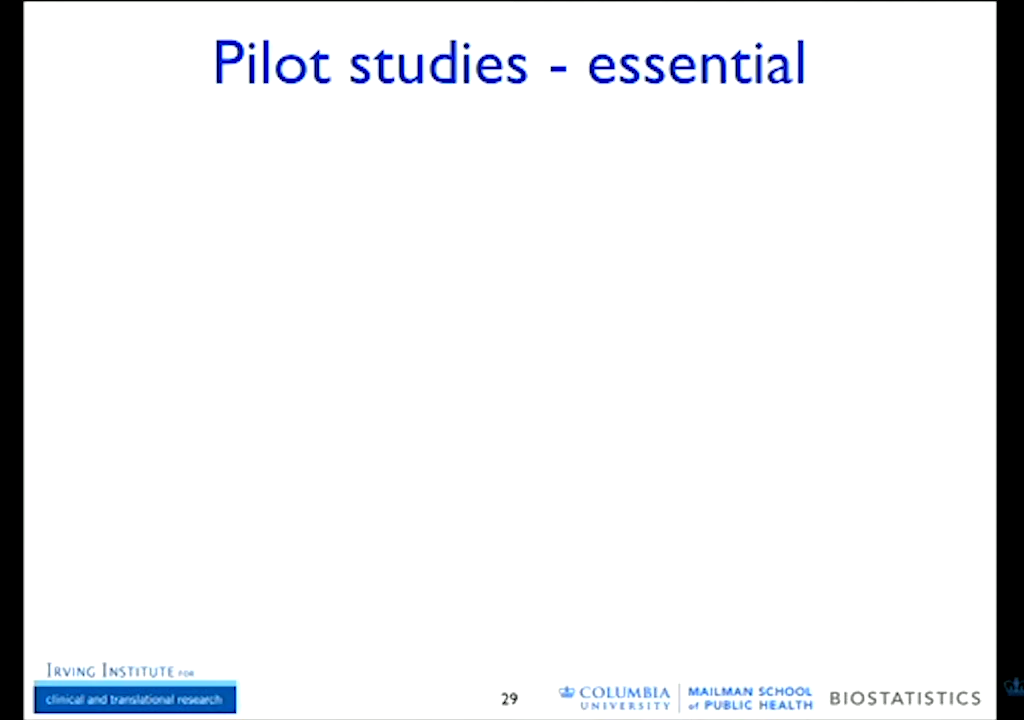 Pilot studies - essential
IRVING INSTITUTE FOR
clinical and translational research
29
COLUMBIA
UNIVERSITY
MAILMAN SCHOOL
of PUBLIC HEALTH
BIOSTATISTICS